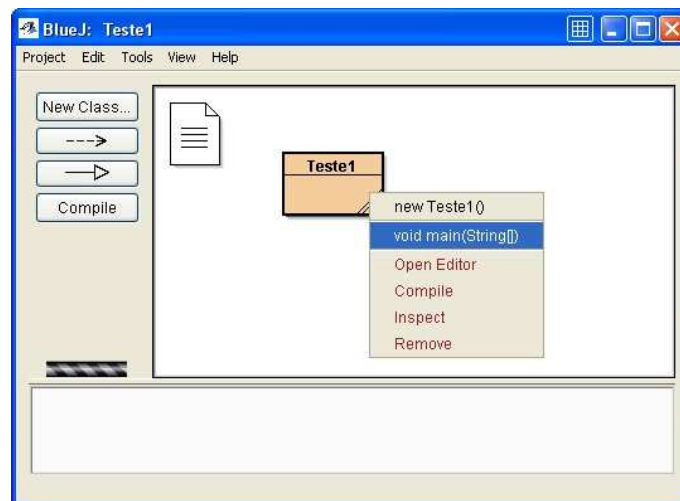 BlueJ: Teste1
Project Edit Tools View Help
New Class...
Compile
Teste1
new Teste1()
void main(String[])
Open Editor
Compile
Inspect
Remove